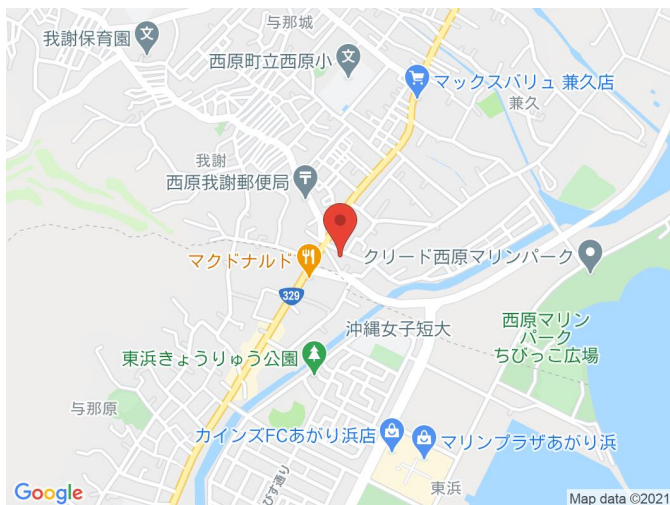 与那城
我謝保育園
西原町立西原小
マックスバリュ 兼久店
兼久
我謝
西原我謝郵便局
マクドナルド
クリード西原マリンパーク
329
沖縄女子短大
西原マリン
パーク
ちびっこ広場
東浜きょうりゅう公園
与那原
カインズFCあがり浜店
マリンプラザあがり浜
東浜
びす通り
Google
Map data ©2021